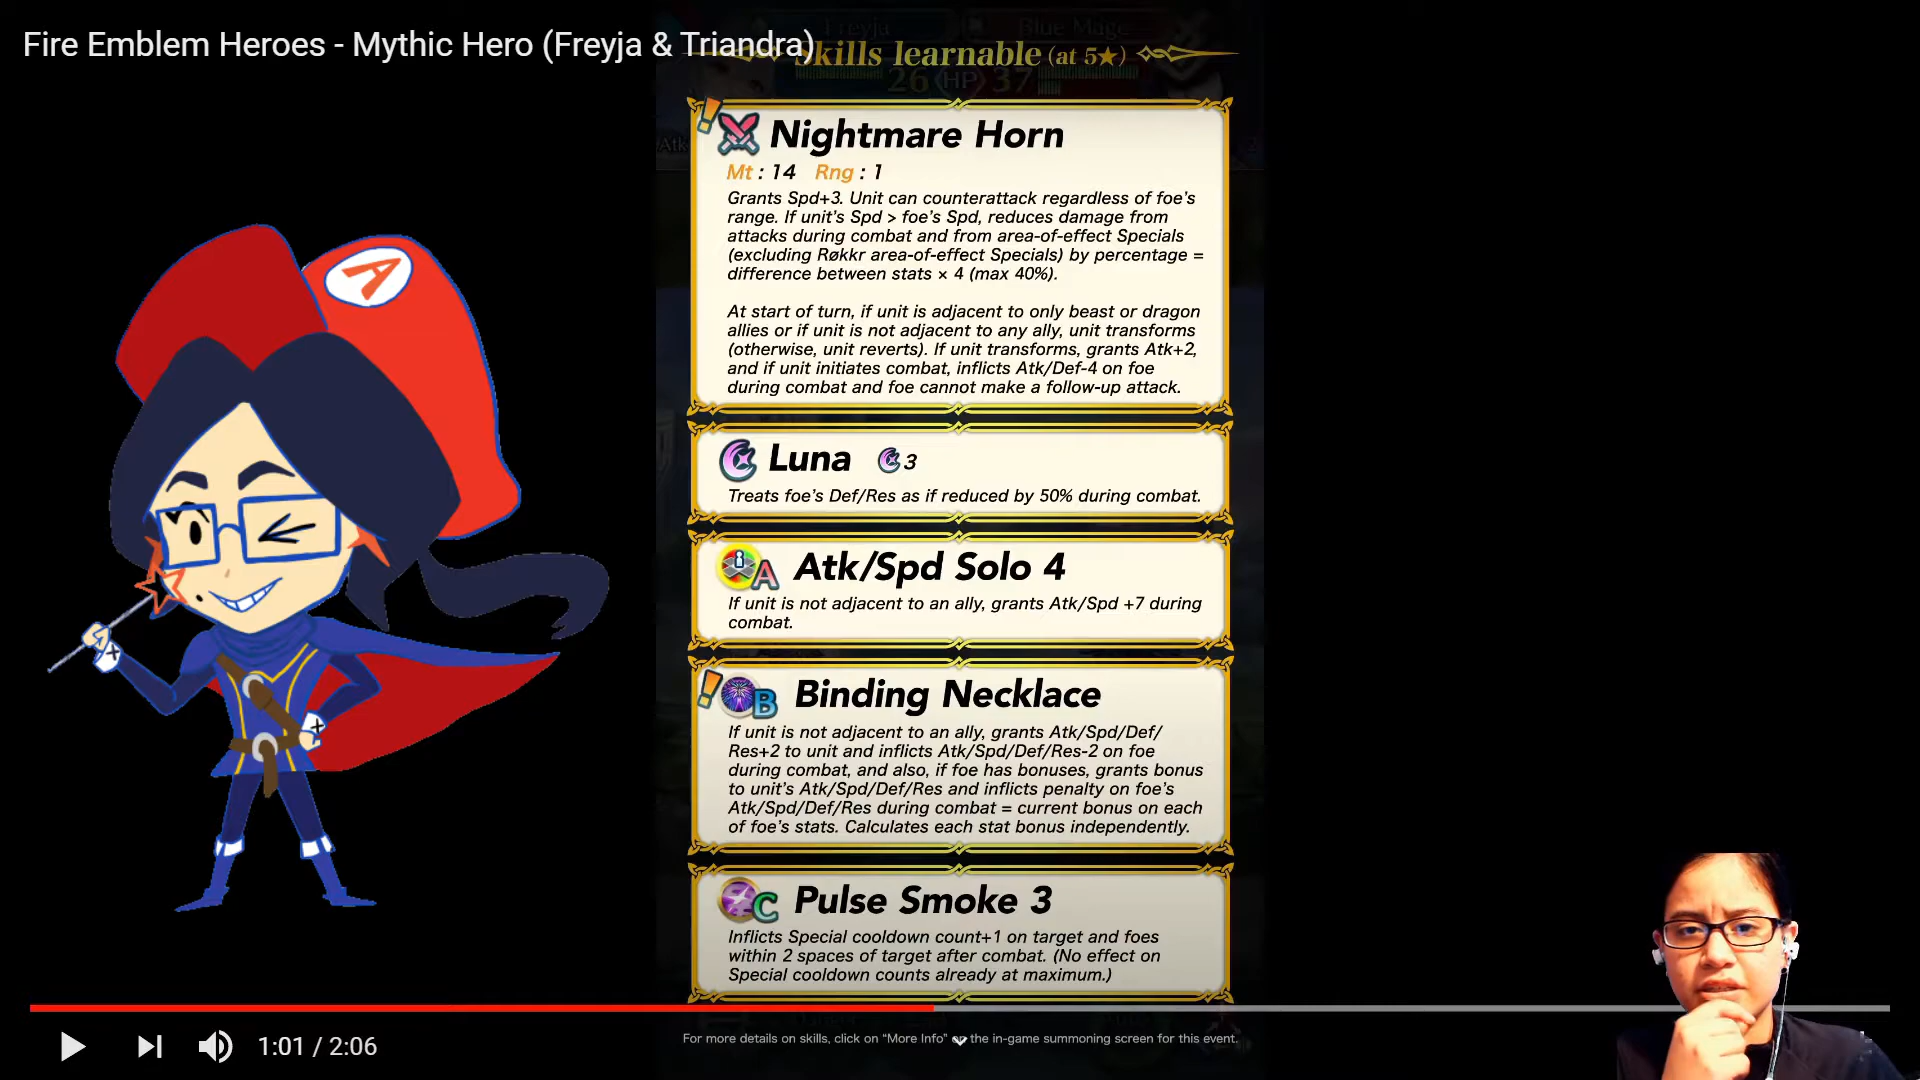 Fire Emblem Heroes - Mythic Hero (Freyja & Triandra)
Freyja
Blue Mage
Skills learnable (at 5★)
26 HP 37
Atk
A
Nightmare Horn
Mt : 14 Rng : 1
Grants Spd+3. Unit can counterattack regardless of foe's
range. If unit's Spd > foe's Spd, reduces damage from
attacks during combat and from area-of-effect Specials
(excluding Røkkr area-of-effect Specials) by percentage =
difference between stats × 4 (max 40%).
At start of turn, if unit is adjacent to only beast or dragon
allies or if unit is not adjacent to any ally, unit transforms
(otherwise, unit reverts). If unit transforms, grants Atk+2,
and if unit initiates combat, inflicts Atk/Def-4 on foe
during combat and foe cannot make a follow-up attack.
Luna 3
Treats foe's Def/Res as if reduced by 50% during combat.
A Atk/Spd Solo 4
If unit is not adjacent to an ally, grants Atk/Spd +7 during
combat.
B Binding Necklace
If unit is not adjacent to an ally, grants Atk/Spd/Def/
Res+2 to unit and inflicts Atk/Spd/Def/Res-2 on foe
during combat, and also, if foe has bonuses, grants bonus
to unit's Atk/Spd/Def/Res and inflicts penalty on foe's
Atk/Spd/Def/Res during combat = current bonus on each
of foe's stats. Calculates each stat bonus independently.
C Pulse Smoke 3
Inflicts Special cooldown count+1 on target and foes
within 2 spaces of target after combat. (No effect on
Special cooldown counts already at maximum.)
1:01 / 2:06
For more details on skills, click on "More Info" on the in-game summoning screen for this event.